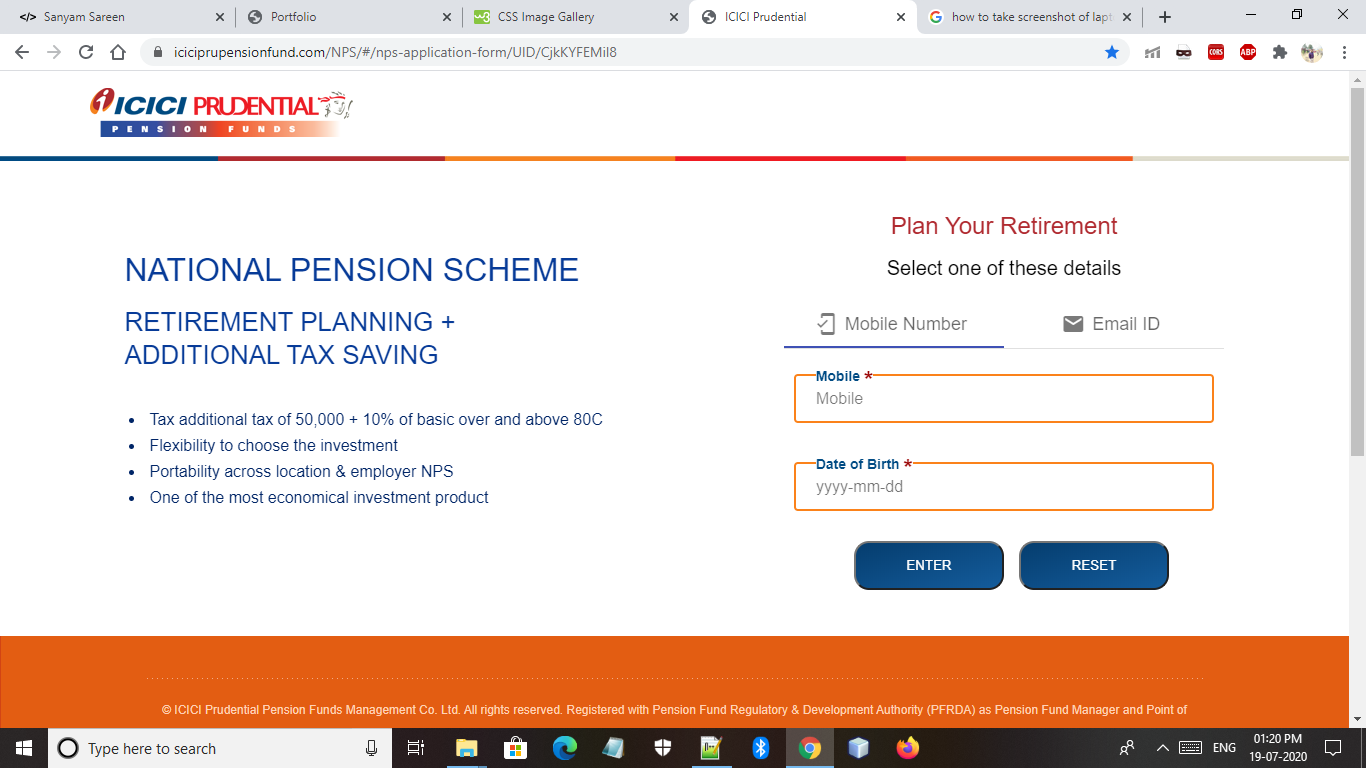 </> Sanyam Sareen
Portfolio
CSS Image Gallery
ICICI Prudential
how to take screenshot of lapt
iciciprupensionfund.com/NPS/#/nps-application-form/UID/CjkKYFEMiI8
CORS
ABP
ICICI PRUDENTIAL
PENSION FUNDS
Plan Your Retirement
Select one of these details
NATIONAL PENSION SCHEME
RETIREMENT PLANNING +
ADDITIONAL TAX SAVING
Mobile Number
Email ID
Mobile *
Mobile
• Tax additional tax of 50,000 + 10% of basic over and above 80C
• Flexibility to choose the investment
• Portability across location & employer NPS
• One of the most economical investment product
Date of Birth *
yyyy-mm-dd
ENTER
RESET
© ICICI Prudential Pension Funds Management Co. Ltd. All rights reserved. Registered with Pension Fund Regulatory & Development Authority (PFRDA) as Pension Fund Manager and Point of
Type here to search
ENG
01:20 PM
19-07-2020